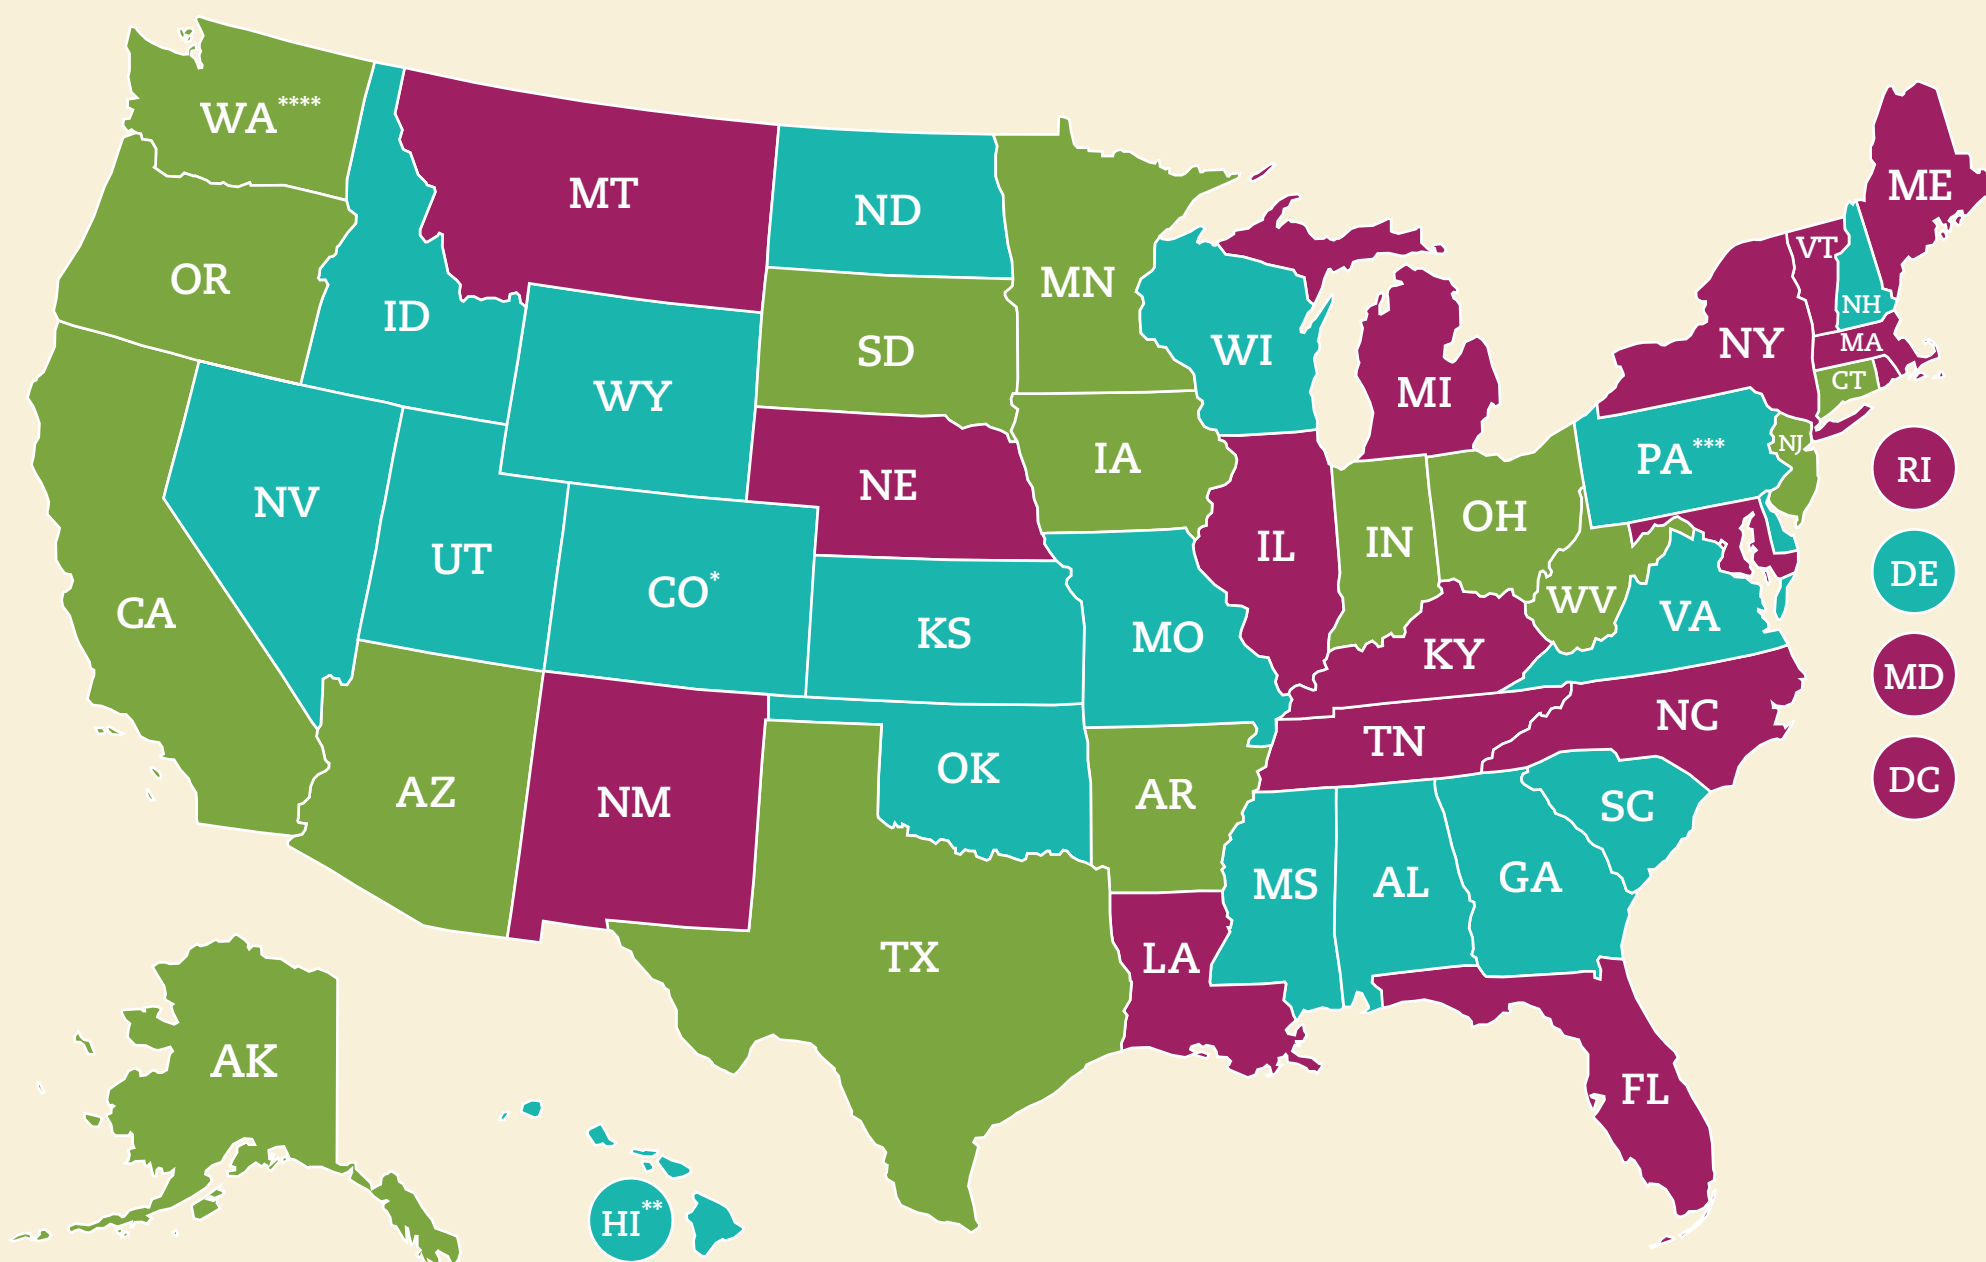 WA****
MT
ND
MN
ME
VT
OR
ID
SD
WI
NH
NY
MA
WY
MI
CT
NE
IA
PA***
NJ
RI
NV
UT
CO*
KS
MO
IL
IN
OH
WV
VA
DE
CA
KY
MD
AZ
NM
OK
AR
TN
NC
SC
DC
TX
LA
MS
AL
GA
AK
FL
HI**